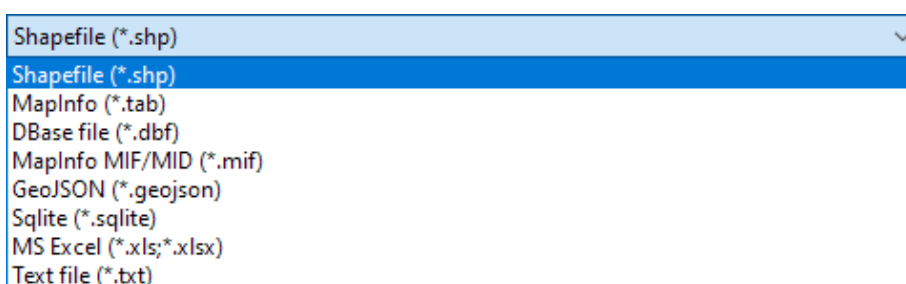 Shapefile (*.shp)
Shapefile (*.shp)
MapInfo (*.tab)
DBase file (*.dbf)
MapInfo MIF/MID (*.mif)
GeoJSON (*.geojson)
Sqlite (*.sqlite)
MS Excel (*.xls;*.xlsx)
Text file (*.txt)